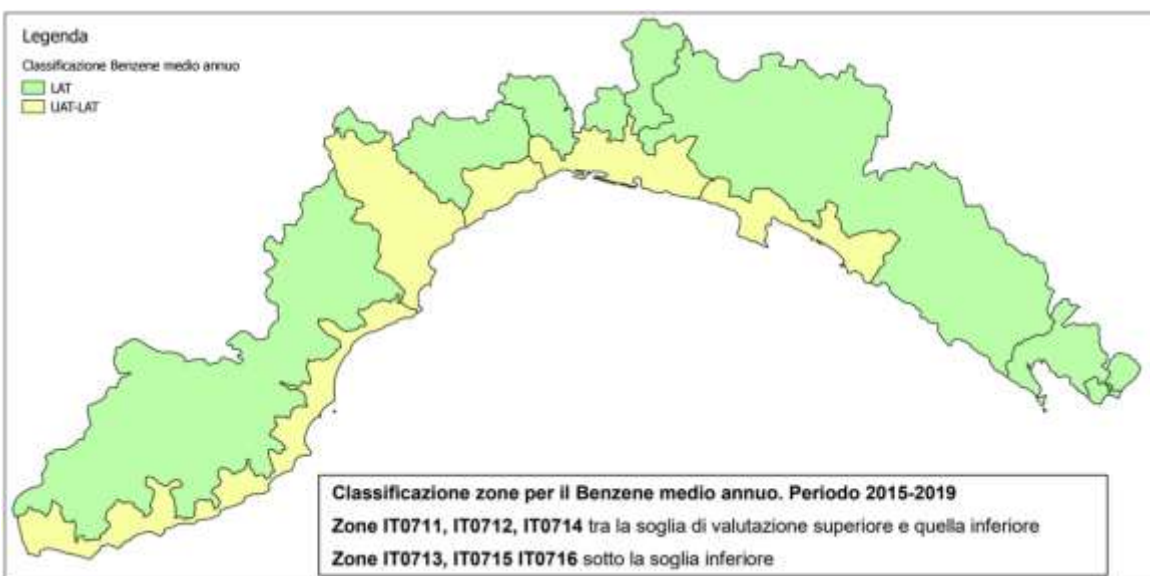 Legenda
Classificazione Benzene medio annuo
LAT
UAT-LAT
Classificazione zone per il Benzene medio annuo. Periodo 2015-2019
Zone IT0711, IT0712, IT0714 tra la soglia di valutazione superiore e quella inferiore
Zone IT0713, IT0715 IT0716 sotto la soglia inferiore